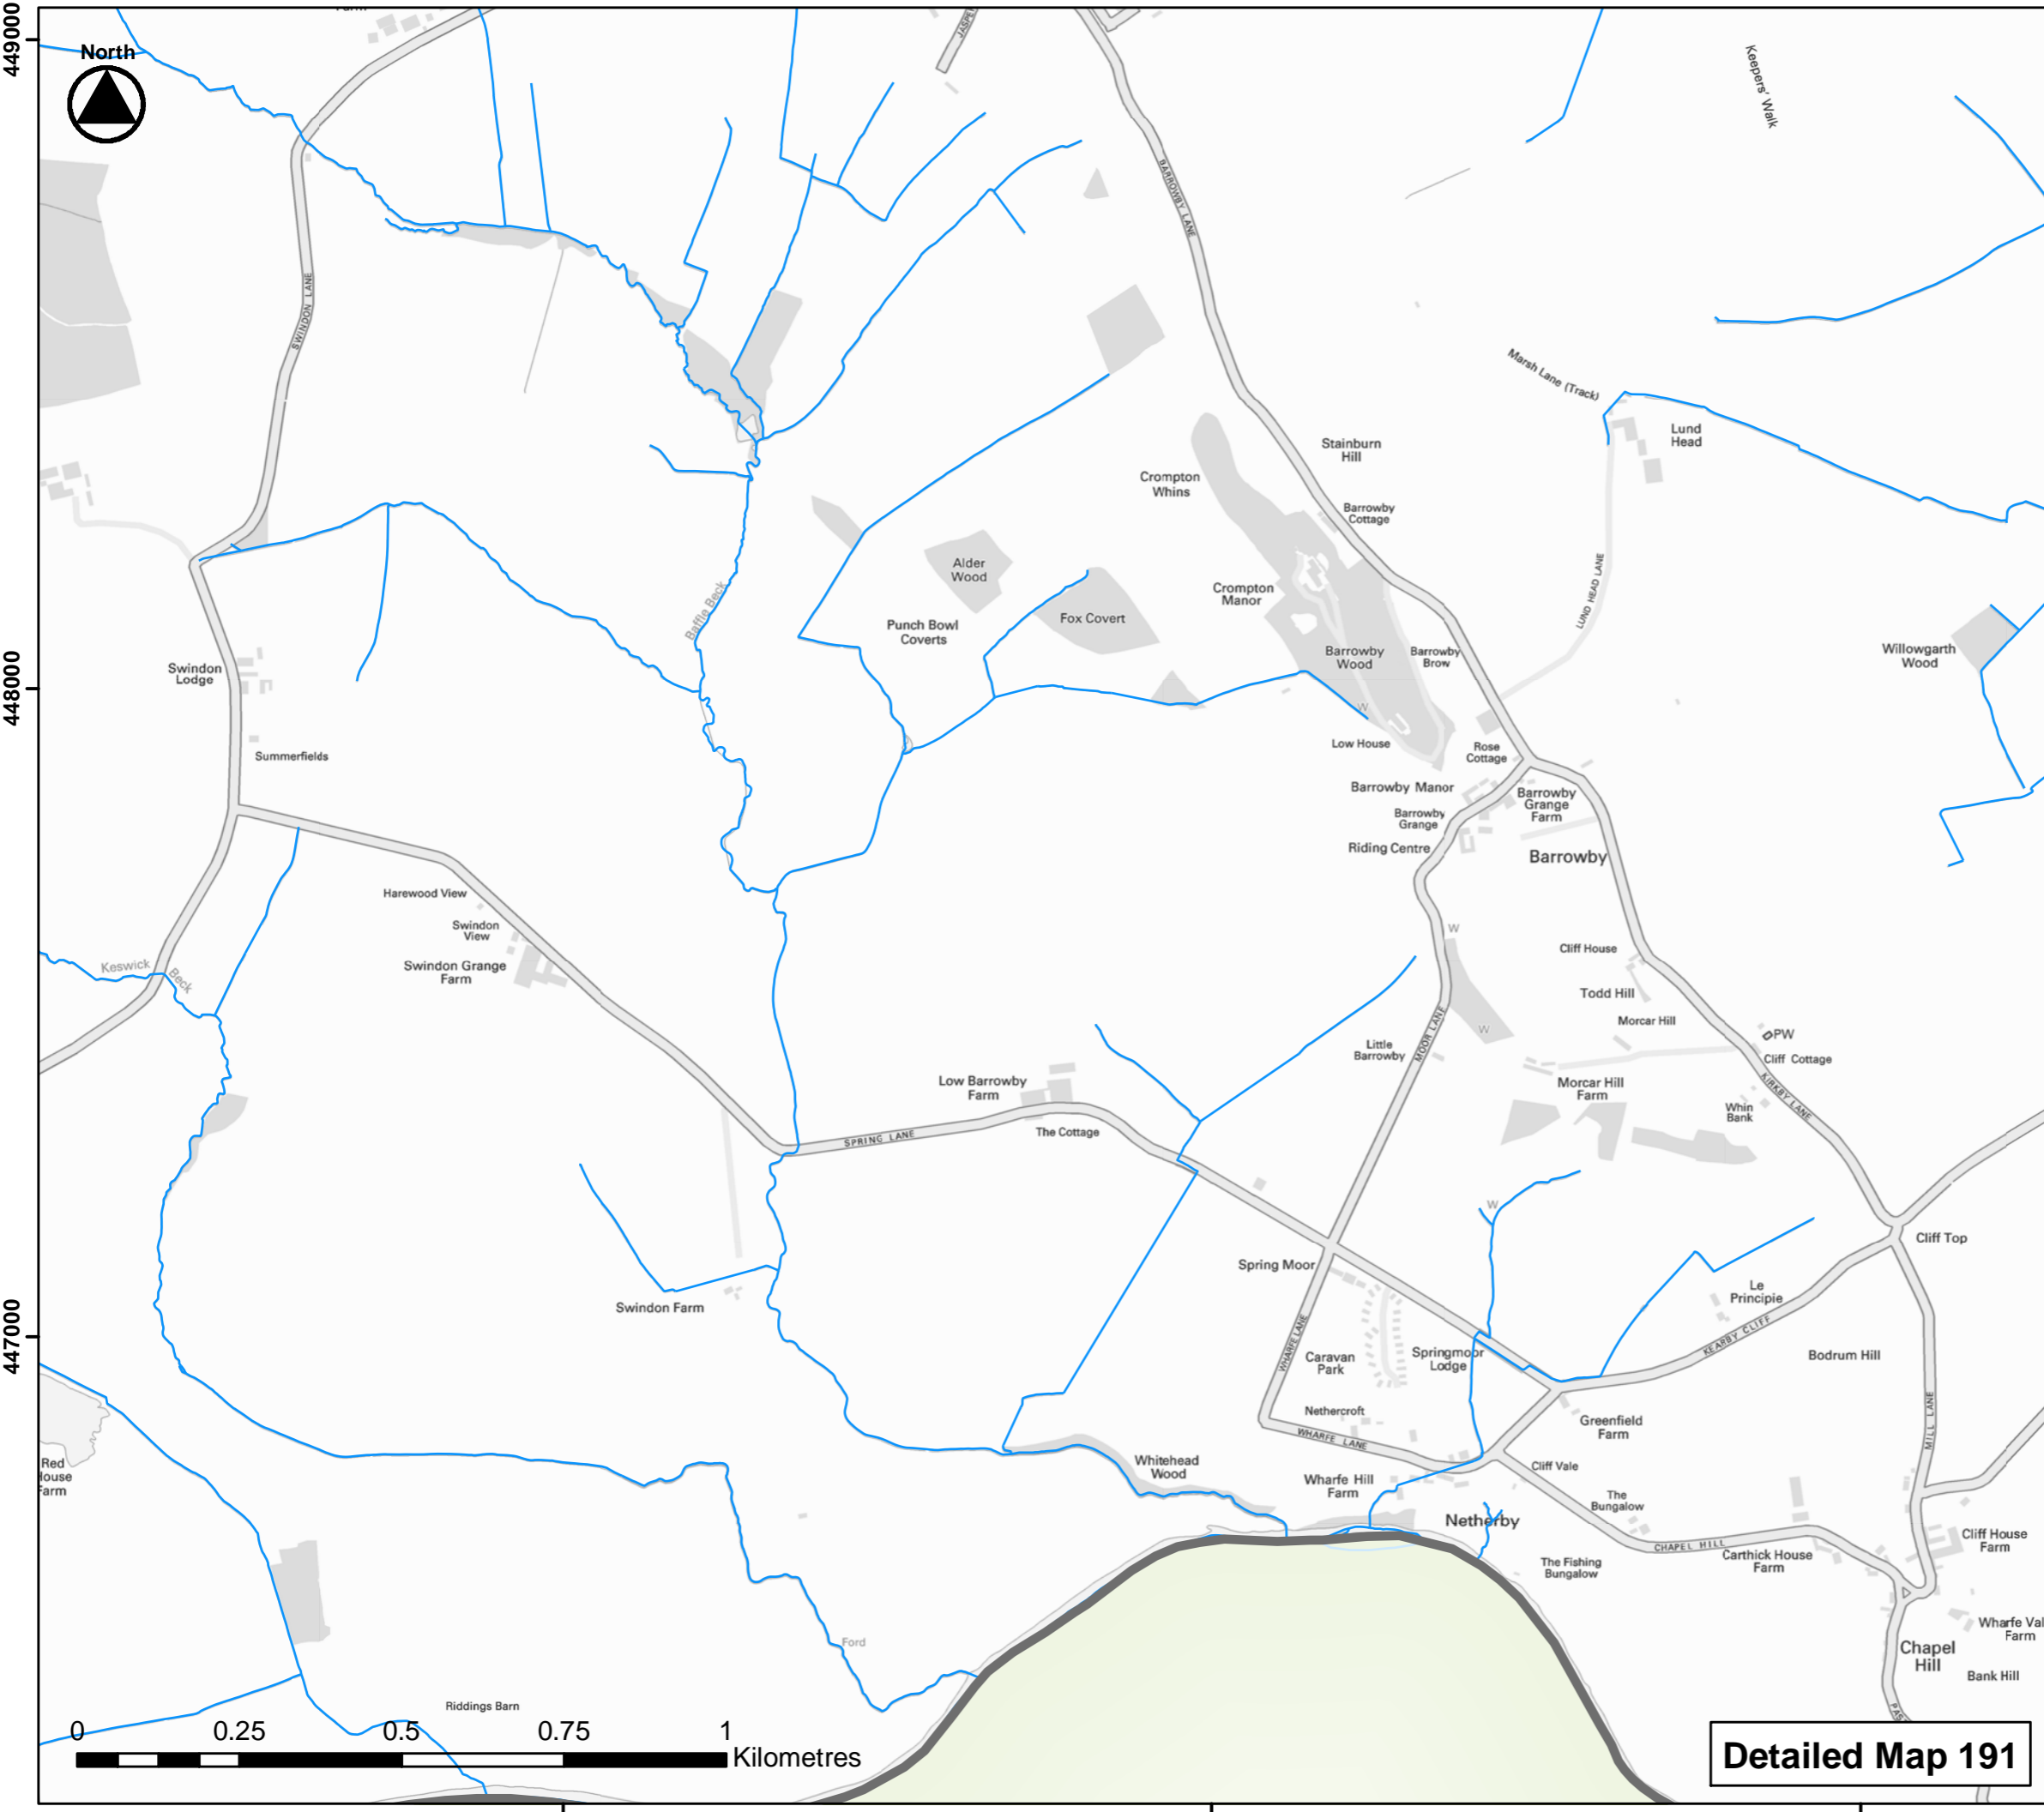 449000
448000
447000
North
JASPER
Keepers' Walk
BARROWBY LANE
SWINDON LANE
Marsh Lane (Track)
Lund
Head
Stainburn
Hill
Crompton
Whins
Barrowby
Cottage
Alder
Wood
Crompton
Manor
Fox Covert
Punch Bowl
Coverts
Baffle Beck
LUND HEAD LANE
Barrowby
Wood
Barrowby
Brow
Willowgarth
Wood
Swindon
Lodge
W
Low House
Rose
Cottage
Summerfields
Barrowby Manor
Barrowby
Grange
Farm
Barrowby
Grange
Riding Centre
Barrowby
Harewood View
Swindon
View
W
Cliff House
Keswick
Beck
Swindon Grange
Farm
Todd Hill
Morcar Hill
W
PW
MOOR LANE
Little
Barrowby
Cliff Cottage
Low Barrowby
Farm
Morcar Hill
Farm
KIRKBY LANE
Whin
Bank
The Cottage
SPRING LANE
W
Cliff Top
Spring Moor
Le
Principie
Swindon Farm
WHARFE LANE
KEARBY CLIFF
Caravan
Park
Springmoor
Lodge
Bodrum Hill
Nethercroft
MILL LANE
Greenfield
Farm
WHARFE LANE
Whitehead
Wood
Cliff Vale
Red
House
Farm
Wharfe Hill
Farm
The
Bungalow
Netherby
Cliff House
Farm
CHAPEL HILL
Carthick House
Farm
The Fishing
Bungalow
Wharfe Val
Farm
Ford
Chapel
Hill
Bank Hill
Riddings Barn
PAS
0 0.25 0.5 0.75 1
Kilometres
Detailed Map 191